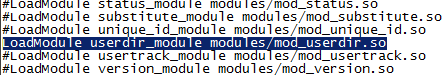 #LoadModule status_module modules/mod_status.so
#LoadModule substitute_module modules/mod_substitute.so
#LoadModule unique_id_module modules/mod_unique_id.so
LoadModule userdir_module modules/mod_userdir.so
#LoadModule usertrack_module modules/mod_usertrack.so
#LoadModule version_module modules/mod_version.so